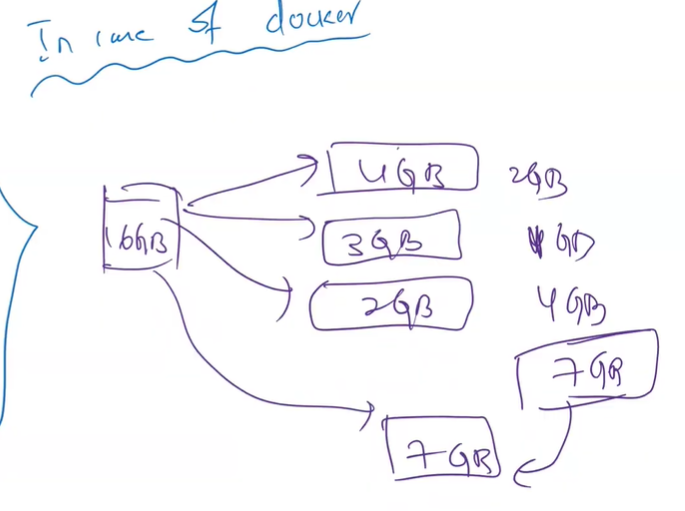 In case of docker
4GB 2GB
16GB 3GB GB
2GB 4GB
7GB
7GB